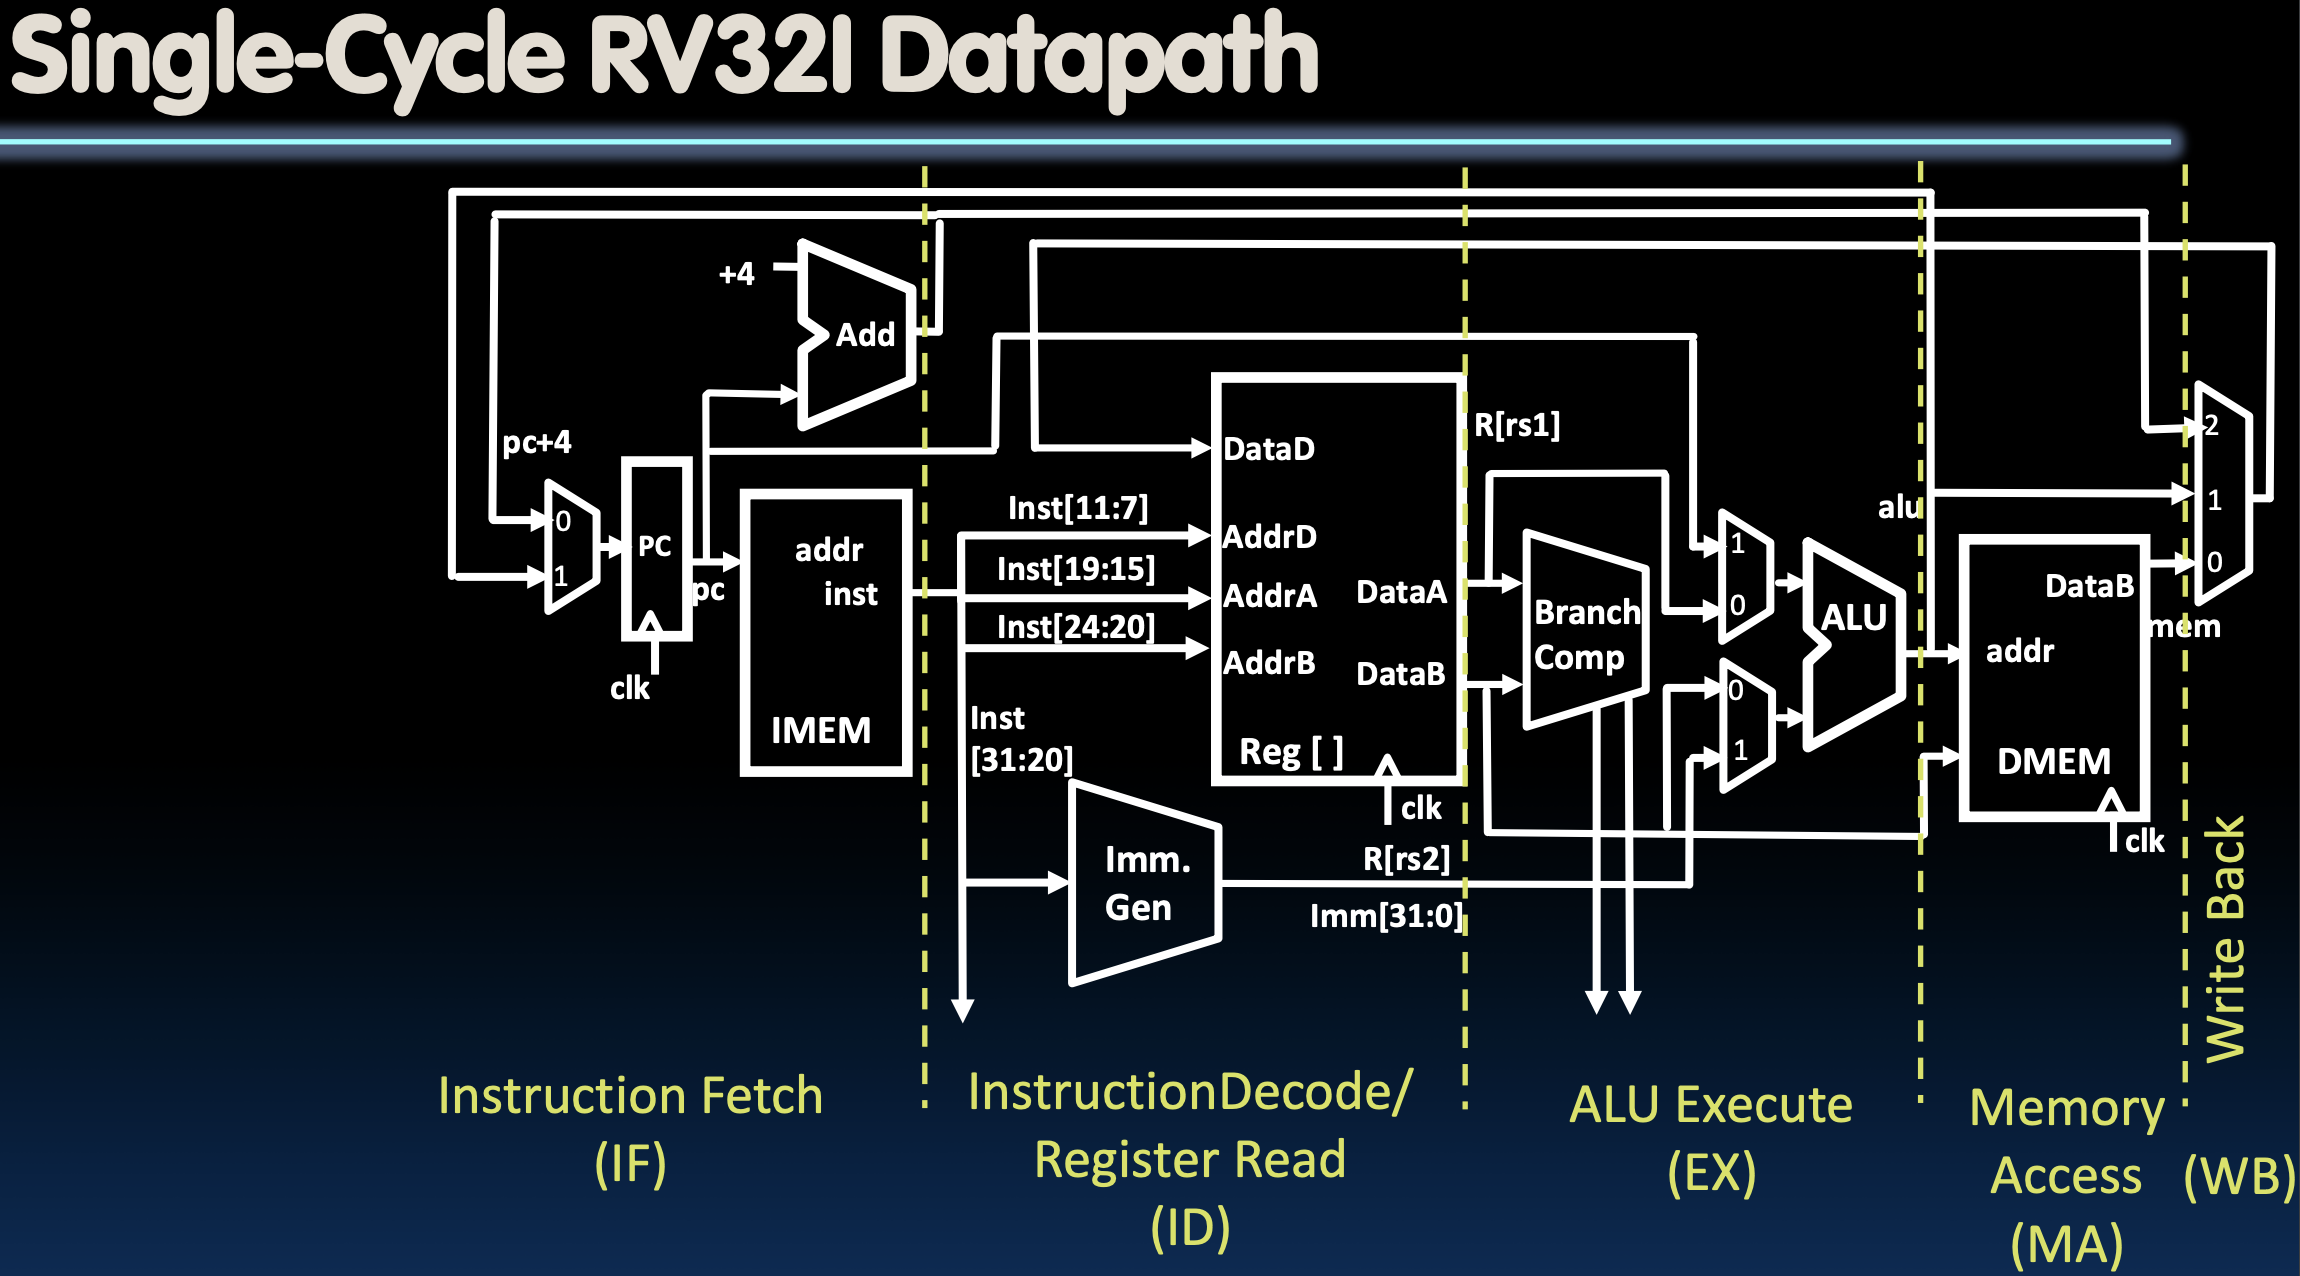 Single-Cycle RV32I Datapath
+4
Add
pc+4
0
1
PC
pc
clk
addr
inst
IMEM
Inst[11:7]
Inst[19:15]
Inst[24:20]
Inst
[31:20]
DataD
AddrD
AddrA
AddrB
DataA
DataB
Reg [ ]
clk
Imm.
Gen
R[rs1]
R[rs2]
Imm[31:0]
Branch
Comp
1
0
0
1
ALU
alu
DataB
addr
DMEM
clk
mem
2
1
0
Instruction Fetch
(IF)
InstructionDecode/
Register Read
(ID)
ALU Execute
(EX)
Memory
Access
(MA)
Write Back
(WB)